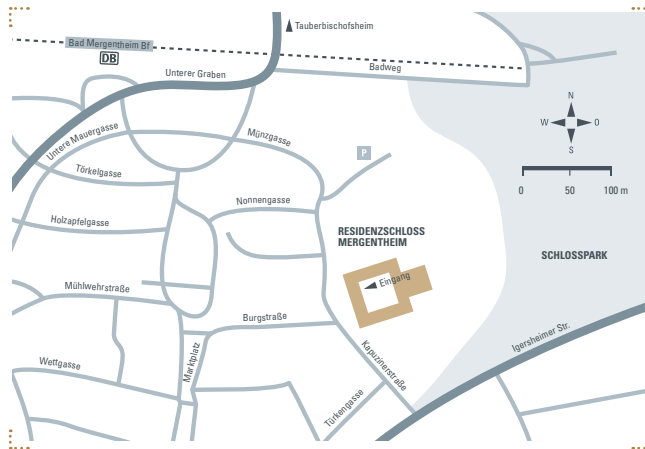 Tauberbischofsheim
Bad Mergentheim Bf
DB
Unterer Graben
Badweg
Untere Mauergasse
Münzgasse
N
W O
S
P
Törkelgasse
0 50 100 m
Nonnengasse
Holzapfelgasse
RESIDENZSCHLOSS
MERGENTHEIM
SCHLOSSPARK
Eingang
Mühlwehrstraße
Burgstraße
Igersheimer Str.
Marktplatz
Kapuzinerstraße
Wettgasse
Türkengasse